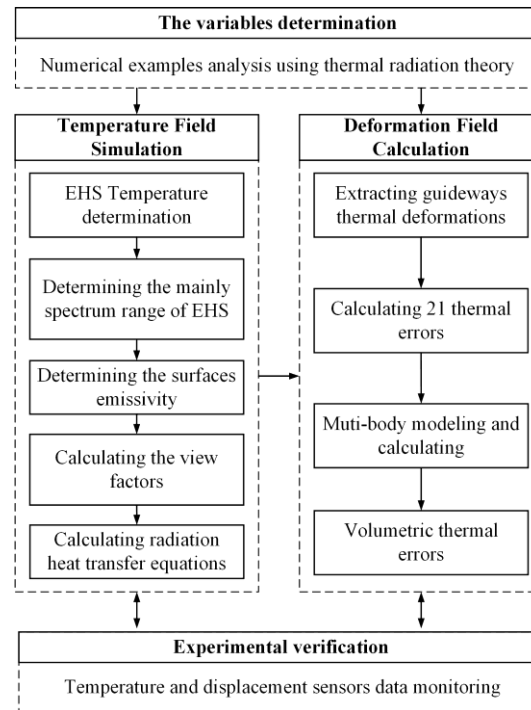 The variables determination
Numerical examples analysis using thermal radiation theory
Temperature Field
Simulation
EHS Temperature
determination
Determining the mainly
spectrum range of EHS
Determining the surfaces
emissivity
Calculating the view
factors
Calculating radiation
heat transfer equations
Deformation Field
Calculation
Extracting guideways
thermal deformations
Calculating 21 thermal
errors
Muti-body modeling and
calculating
Volumetric thermal
errors
Experimental verification
Temperature and displacement sensors data monitoring